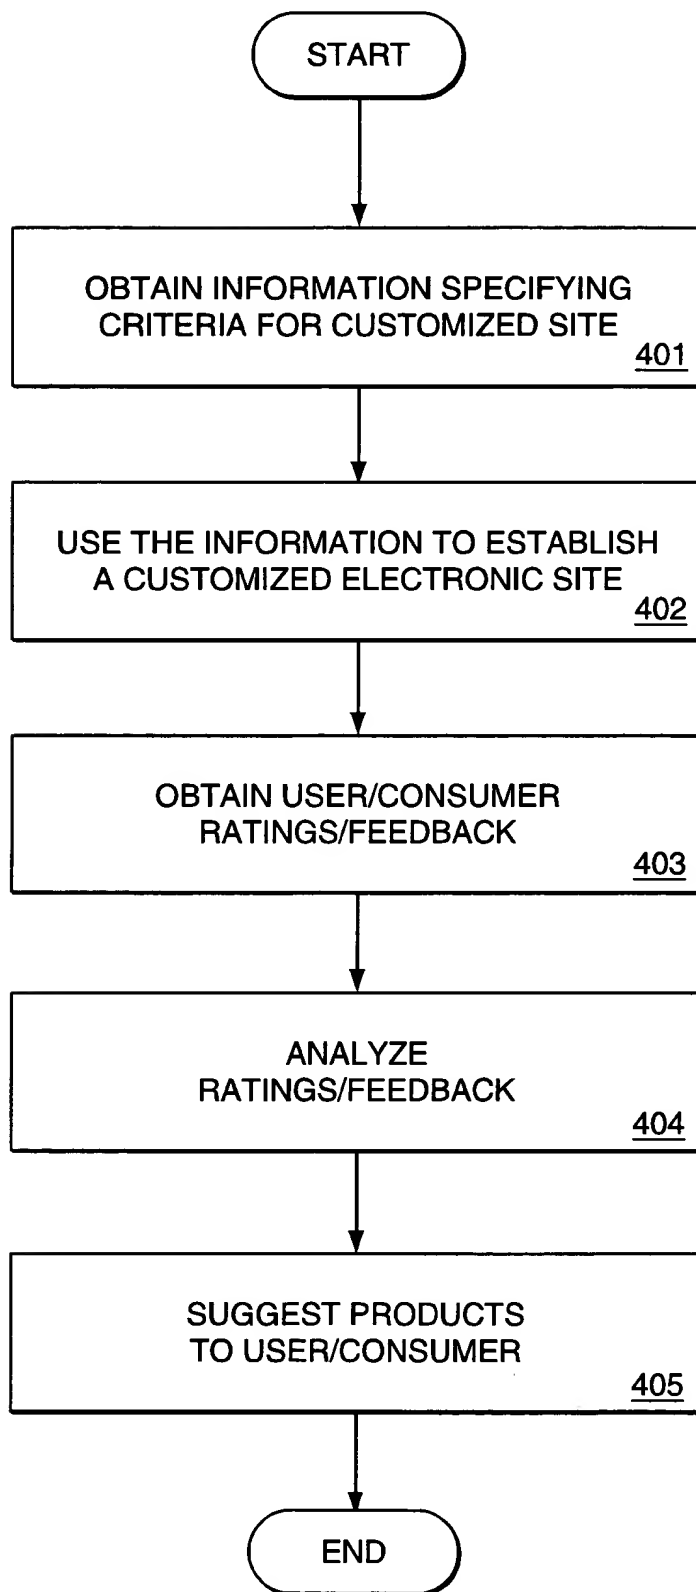 START
OBTAIN INFORMATION SPECIFYING
CRITERIA FOR CUSTOMIZED SITE
401
USE THE INFORMATION TO ESTABLISH
A CUSTOMIZED ELECTRONIC SITE
402
OBTAIN USER/CONSUMER
RATINGS/FEEDBACK
403
ANALYZE
RATINGS/FEEDBACK
404
SUGGEST PRODUCTS
TO USER/CONSUMER
405
END